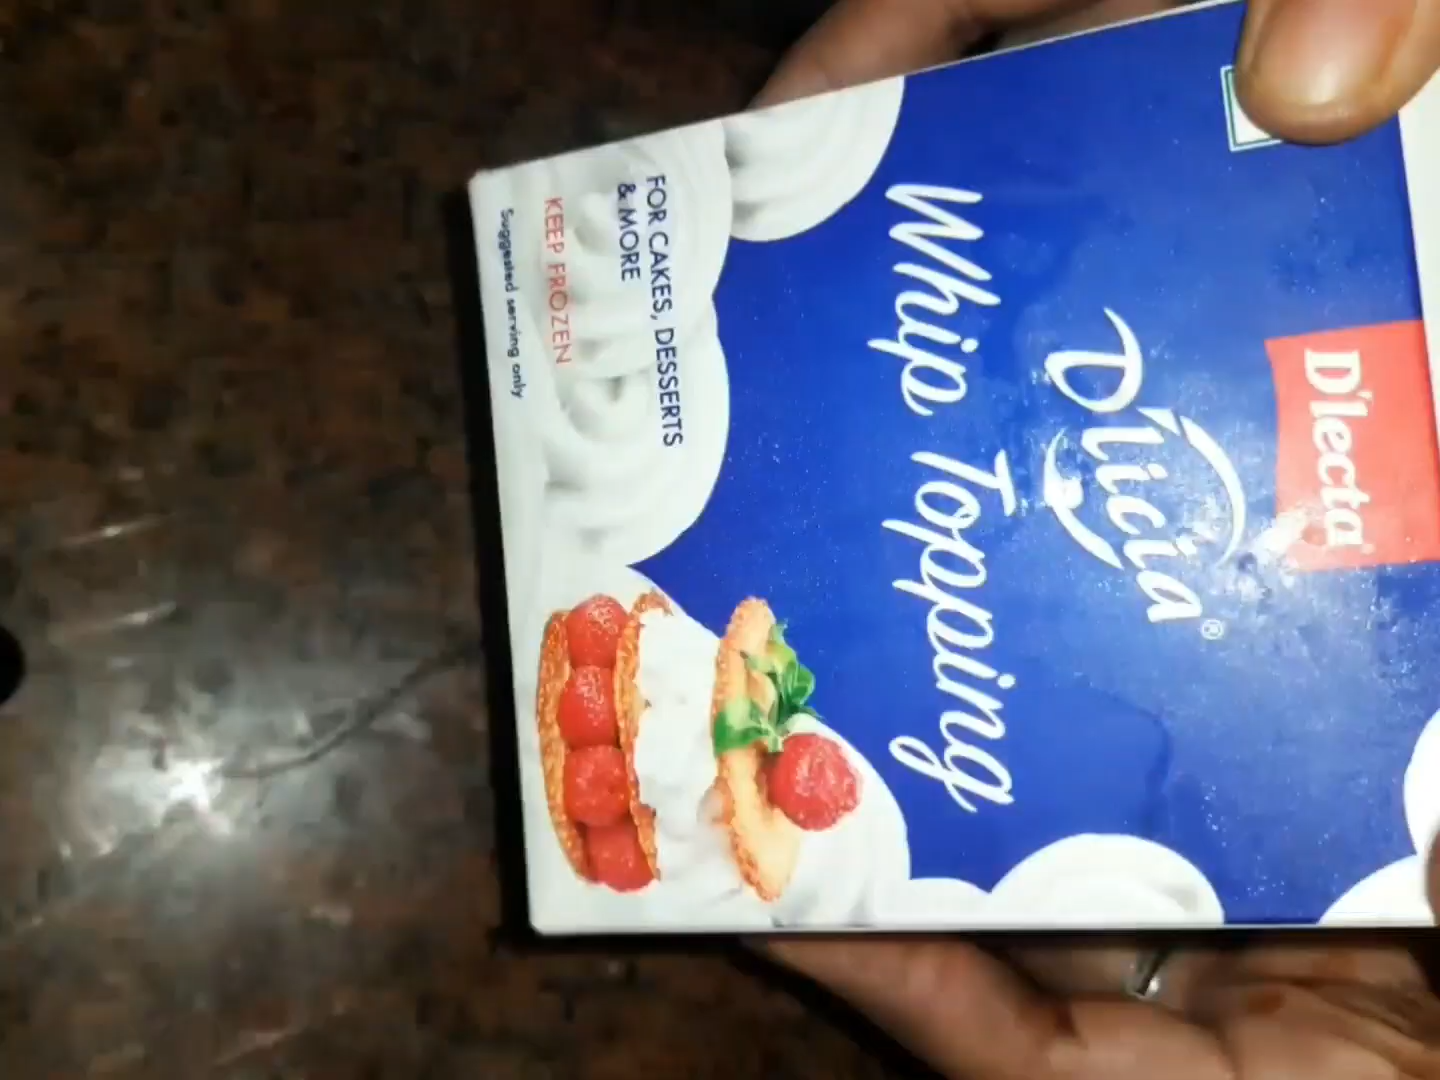 D'lecta
D'licia®
Whip Topping
FOR CAKES, DESSERTS
& MORE
KEEP FROZEN
Suggested serving only